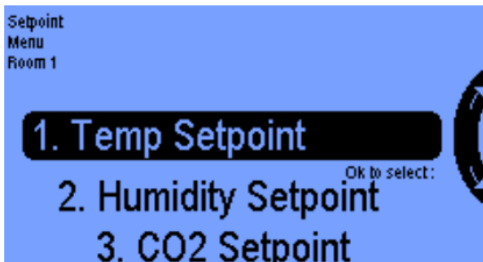 Setpoint
Menu
Room 1
1. Temp Setpoint
Ok to select:
2. Humidity Setpoint
3. CO2 Setpoint